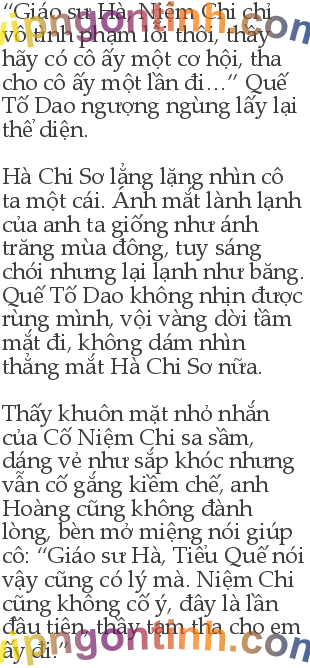 “Giáo sư Hà, Niệm Chi chỉ
vô tình phạm lỗi thôi, thầy
hãy có cô ấy một cơ hội, tha
cho cô ấy một lần đi...” Quế
Tố Dao ngượng ngùng lấy lại
thể diện.

Hà Chi Sơ lẳng lặng nhìn cô
ta một cái. Ánh mắt lành lạnh
của anh ta giống như ánh
trăng mùa đông, tuy sáng
chói nhưng lại lạnh như băng.
Quế Tố Dao không nhịn được
rùng mình, vội vàng dời tầm
mắt đi, không dám nhìn
thẳng mắt Hà Chi Sơ nữa.

Thấy khuôn mặt nhỏ nhắn
của Cố Niệm Chi sa sầm,
dáng vẻ như sắp khóc nhưng
vẫn cố gắng kiềm chế, anh
Hoàng cũng không đành
lòng, bèn mở miệng nói giúp
cô: “Giáo sư Hà, Tiểu Quế nói
vậy cũng có lý mà. Niệm Chi
cũng không cố ý, đây là lần
đầu tiên, thầy tạm tha cho em
ấy đi.”
vipngontinh.com
vipngontinh.com